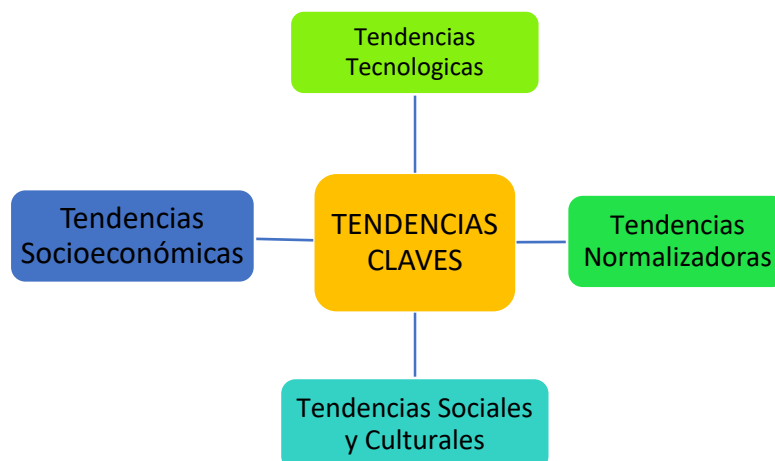 Tendencias
Tecnologicas
Tendencias
Socioeconómicas
TENDENCIAS
CLAVES
Tendencias
Normalizadoras
Tendencias Sociales
y Culturales